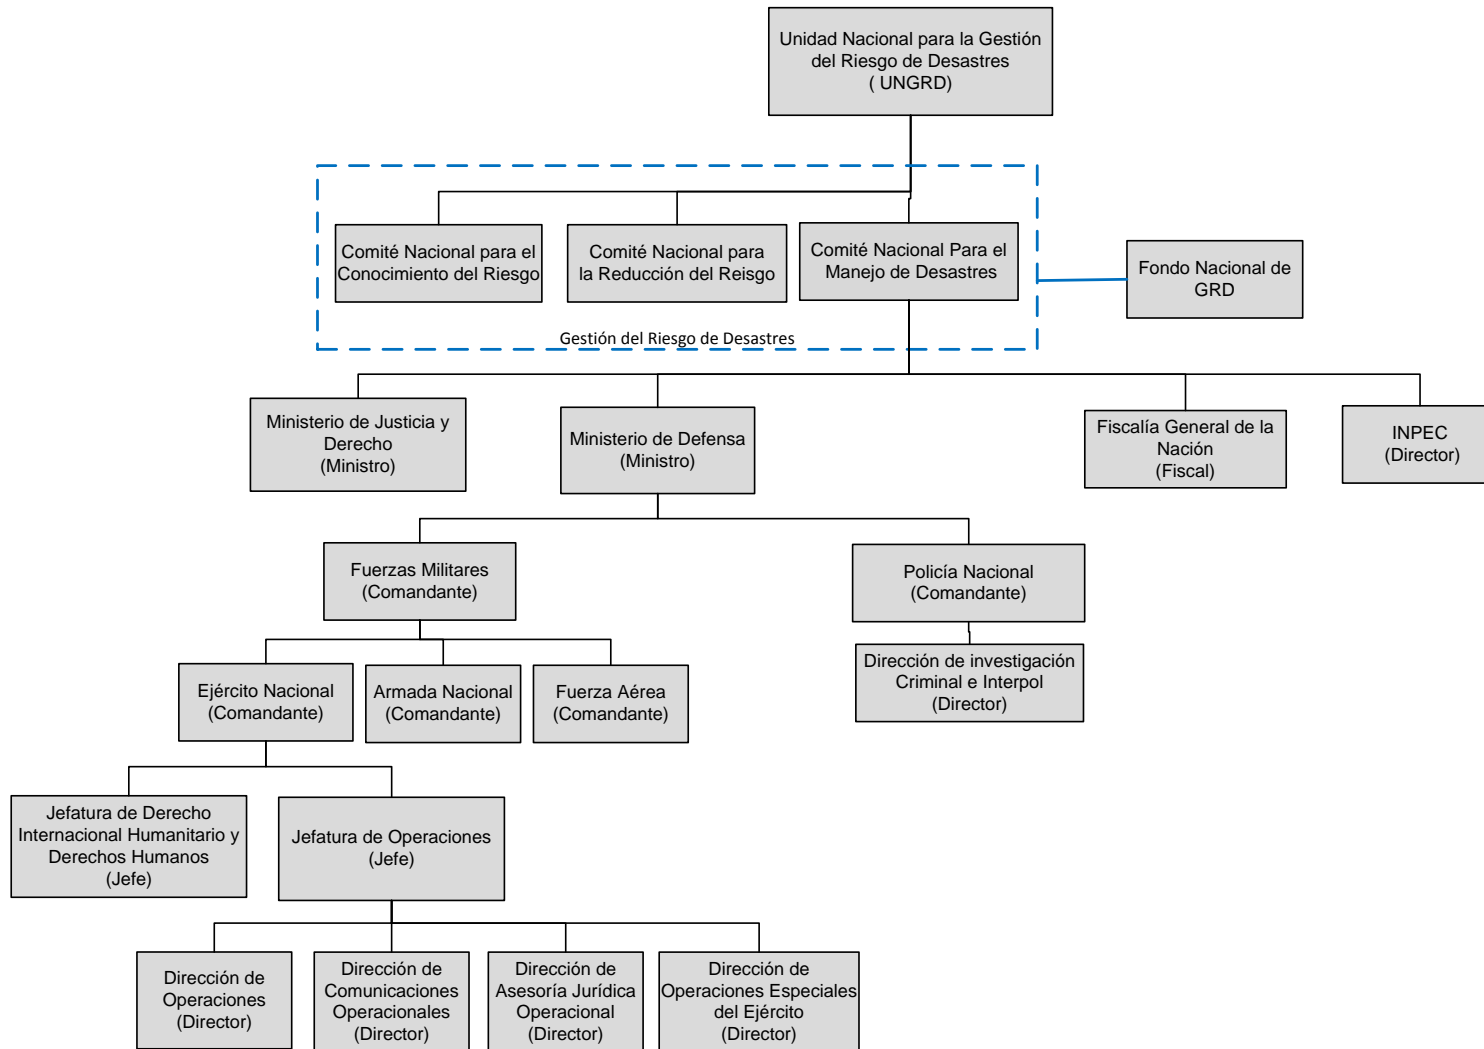 Unidad Nacional para la Gestión
del Riesgo de Desastres
( UNGRD)
Comité Nacional para el
Conocimiento del Riesgo
Comité Nacional para
la Reducción del Reisgo
Comité Nacional Para el
Manejo de Desastres
Fondo Nacional de
GRD
Gestión del Riesgo de Desastres
Ministerio de Justicia y
Derecho
(Ministro)
Ministerio de Defensa
(Ministro)
Fiscalía General de la
Nación
(Fiscal)
INPEC
(Director)
Fuerzas Militares
(Comandante)
Policía Nacional
(Comandante)
Ejército Nacional
(Comandante)
Armada Nacional
(Comandante)
Fuerza Aérea
(Comandante)
Dirección de investigación
Criminal e Interpol
(Director)
Jefatura de Derecho
Internacional Humanitario y
Derechos Humanos
(Jefe)
Jefatura de Operaciones
(Jefe)
Dirección de
Operaciones
(Director)
Dirección de
Comunicaciones
Operacionales
(Director)
Dirección de
Asesoría Jurídica
Operacional
(Director)
Dirección de
Operaciones Especiales
del Ejército
(Director)